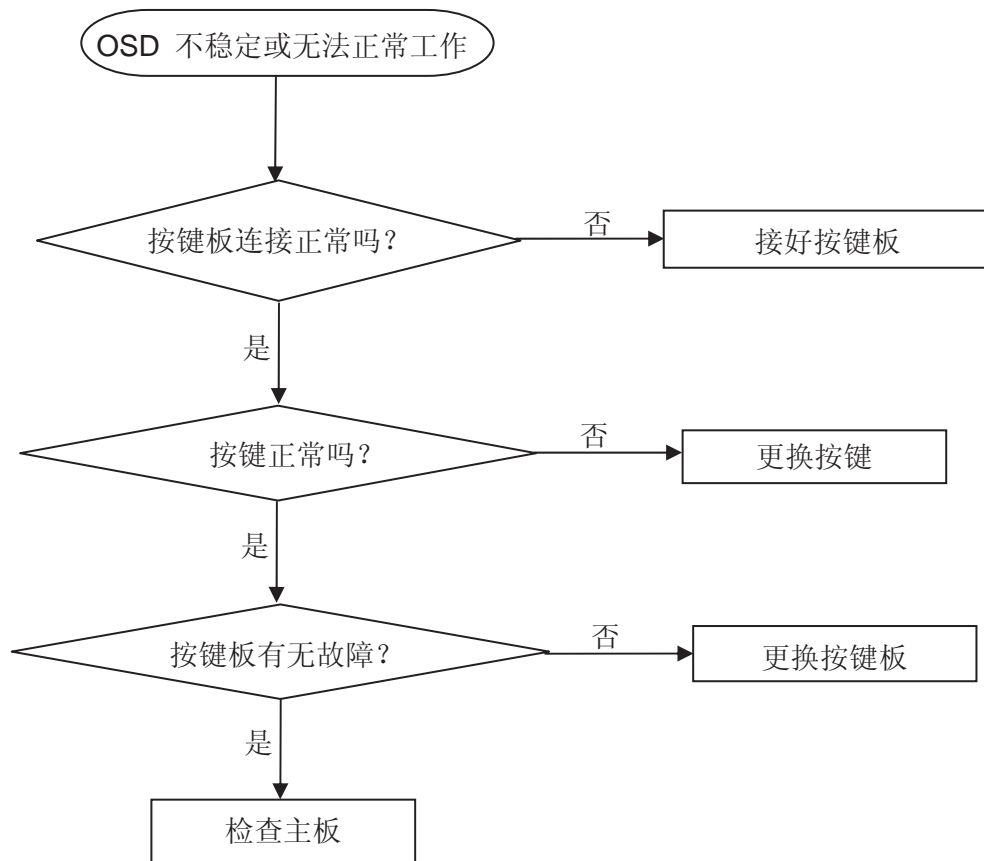 OSD 不稳定或无法正常工作
按键板连接正常吗?
否
接好按键板
是
按键正常吗?
否
更换按键
是
按键板有无故障?
否
更换按键板
是
检查主板